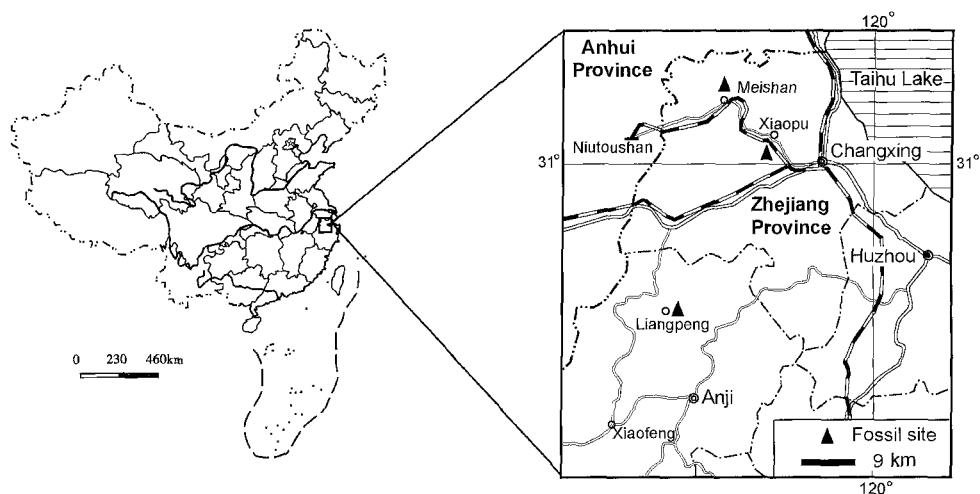 0 230 460km
120°
Anhui
Province
Taihu Lake
Meishan
Xiaopu
Niutoushan
31°
31°
Changxing
Zhejiang
Province
Huzhou
Liangpeng
Anji
Xiaofeng
Fossil site
9 km
120°